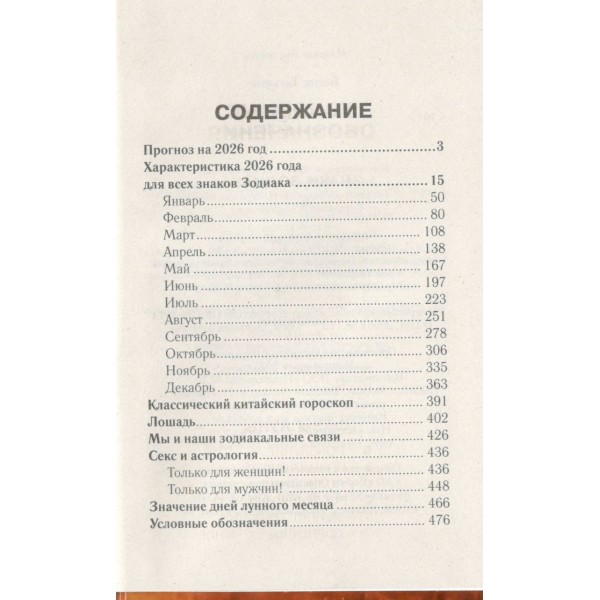 СОДЕРЖАНИЕ
Прогноз на 2026 год 3
Характеристика 2026 года
для всех знаков Зодиака 15
Январь 50
Февраль 80
Март 108
Апрель 138
Май 167
Июнь 197
Июль 223
Август 251
Сентябрь 278
Октябрь 306
Ноябрь 335
Декабрь 363
Классический китайский гороскоп 391
Лошадь 402
Мы и наши зодиакальные связи 426
Секс и астрология 436
Только для женщин! 436
Только для мужчин! 448
Значение дней лунного месяца 466
Условные обозначения 476